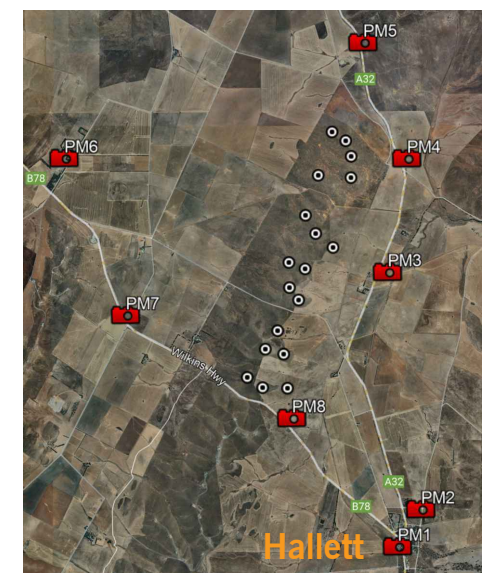 PM5
A32
PM6
PM4
B78
PM3
PM7
Wilkins Hwy
PM8
A32
PM2
B78
PM1
Hallett